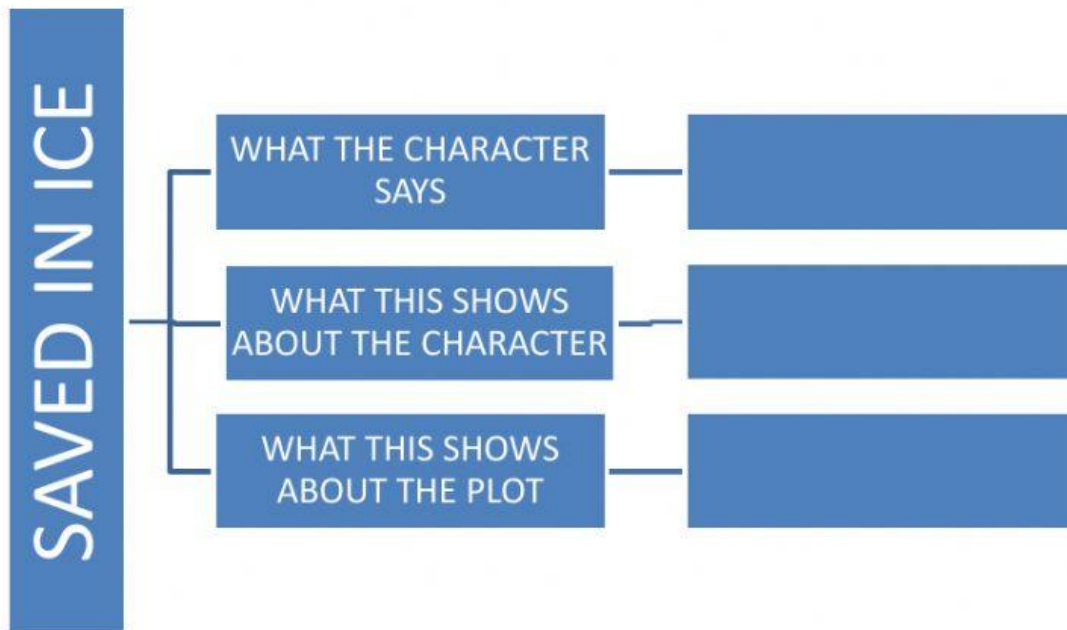 SAVED IN ICE
WHAT THE CHARACTER
SAYS
WHAT THIS SHOWS
ABOUT THE CHARACTER
WHAT THIS SHOWS
ABOUT THE PLOT